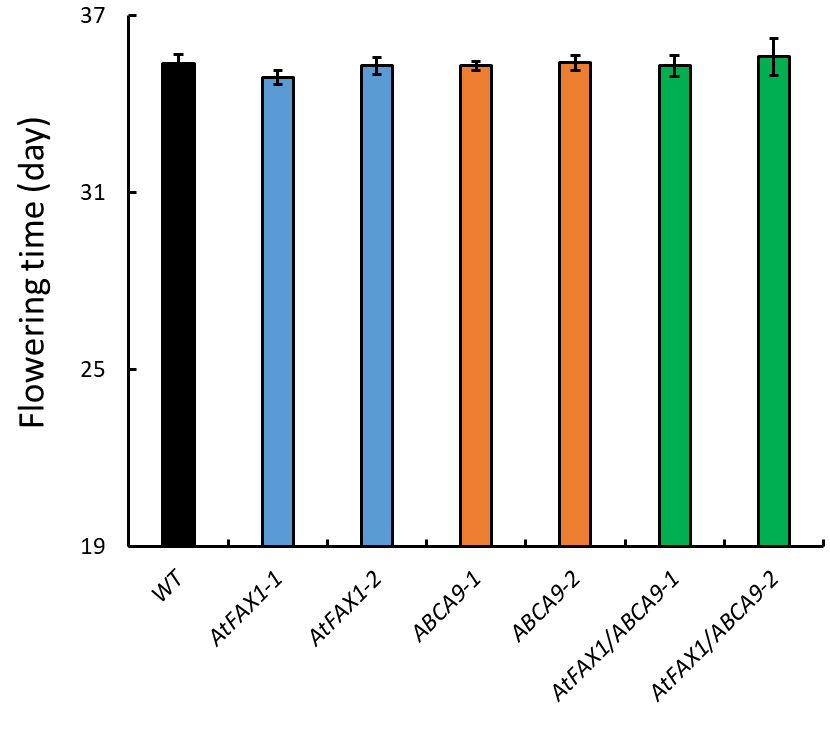 37
31
25
19
Flowering time (day)
WT
AtFAX1-1
AtFAX1-2
ABCA9-1
ABCA9-2
AtFAX1/ABCA9-1
AtFAX1/ABCA9-2